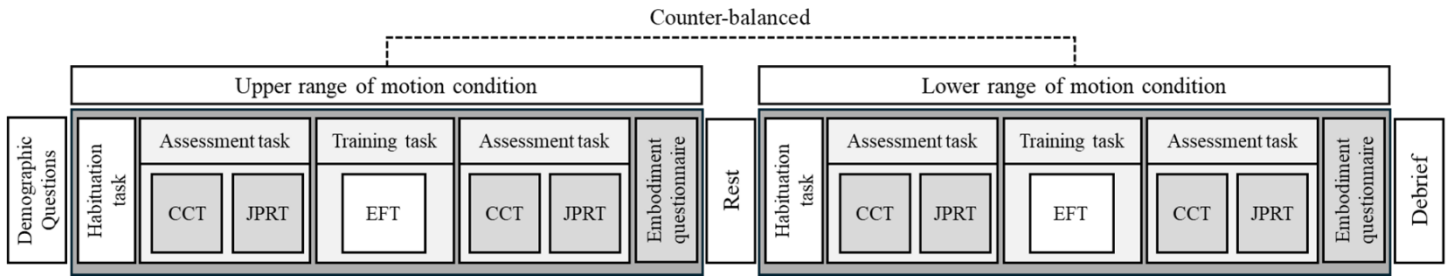 Counter-balanced
Upper range of motion condition
Lower range of motion condition
Demographic
Questions
Habituation
task
Assessment task
CCT
JPRT
Training task
EFT
Assessment task
CCT
JPRT
Embodiment
questionnaire
Rest
Habituation
task
Assessment task
CCT
JPRT
Training task
EFT
Assessment task
CCT
JPRT
Embodiment
questionnaire
Debrief